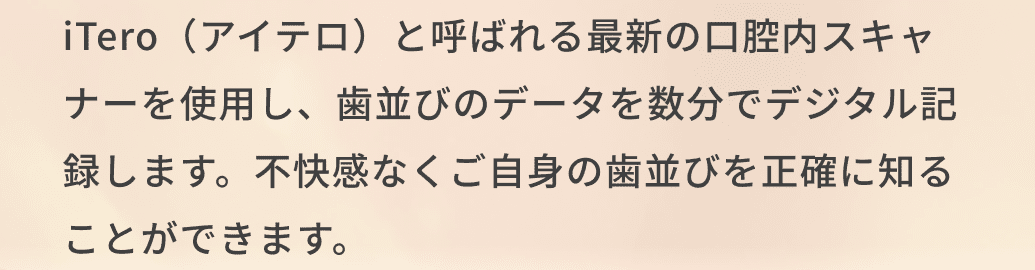 iTero（アイテロ）と呼ばれる最新の口腔内スキャ
ナーを使用し、歯並びのデータを数分でデジタル記
録します。不快感なくご自身の歯並びを正確に知る
ことができます。